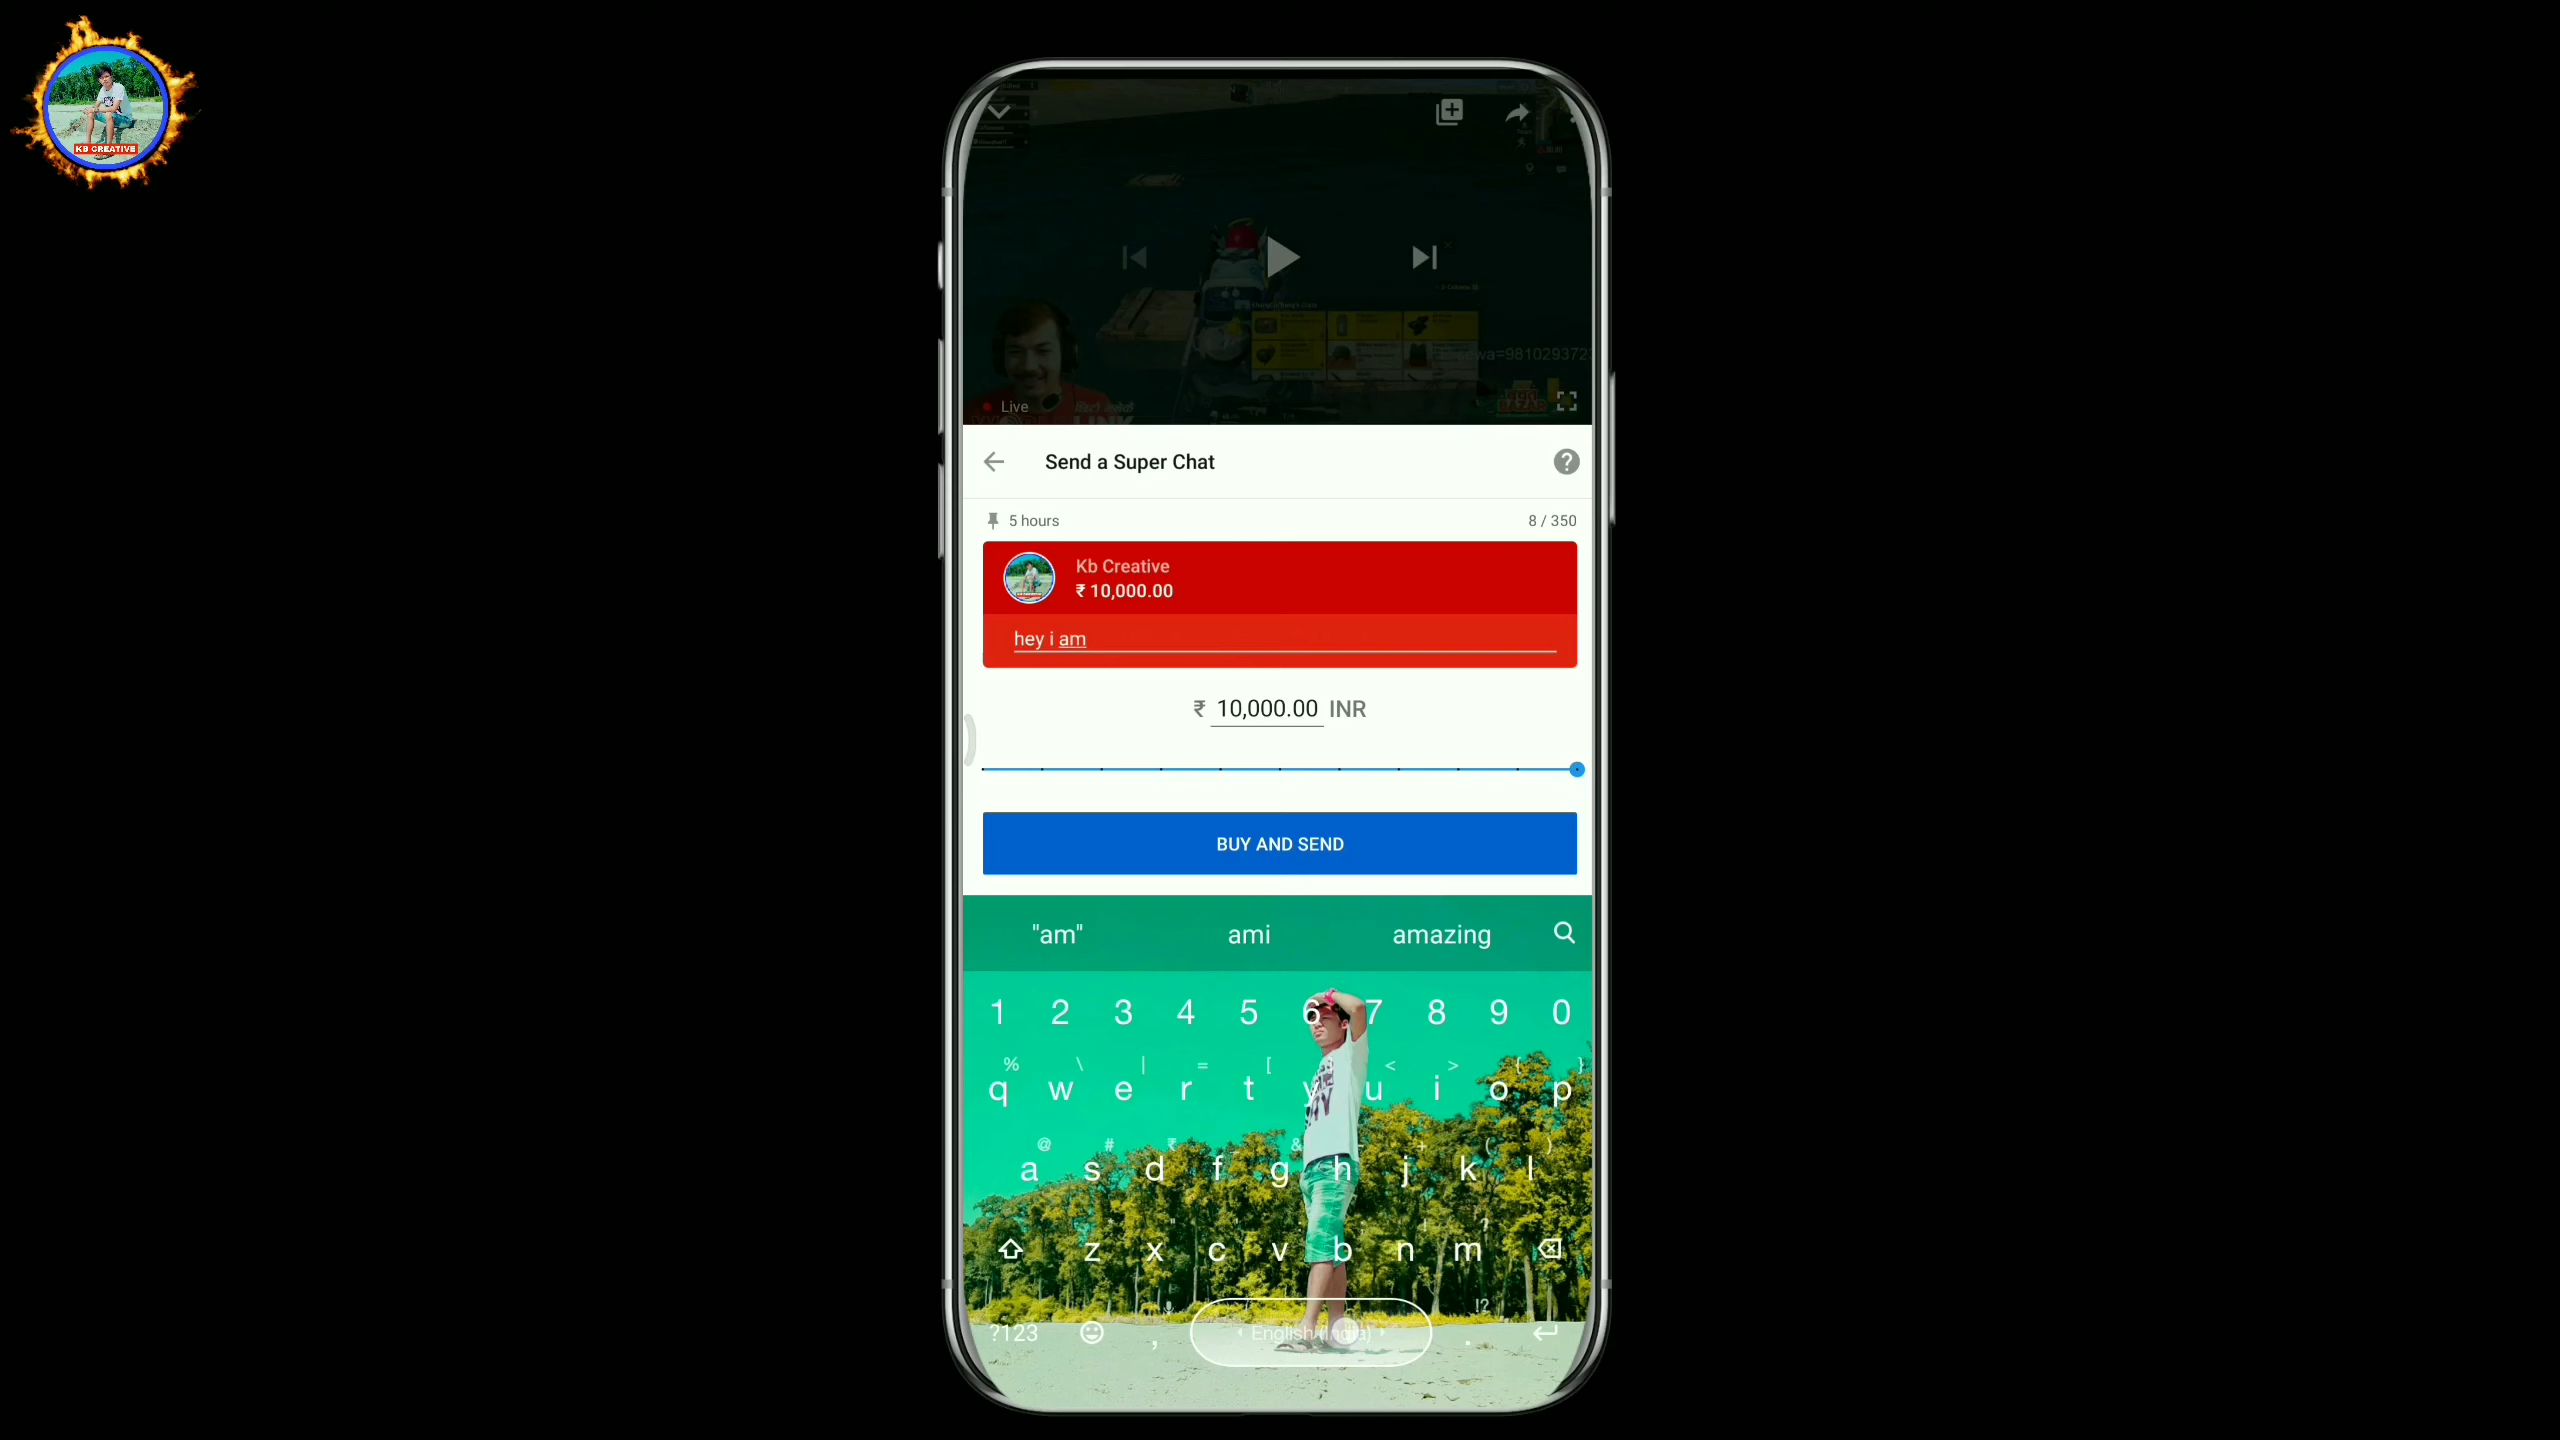 KB CREATIVE
Live
Send a Super Chat
5 hours
8 / 350
Kb Creative
₹ 10,000.00
hey i am
₹ 10,000.00 INR
BUY AND SEND
"am" ami amazing
1 2 3 4 5 6 7 8 9 0
% \ | = [ < > { }
q w e r t y u i o p
@ # ₹ & - + ( )
a s d f g h j k l
z x c v b n m
!?
?123 , English (India) .